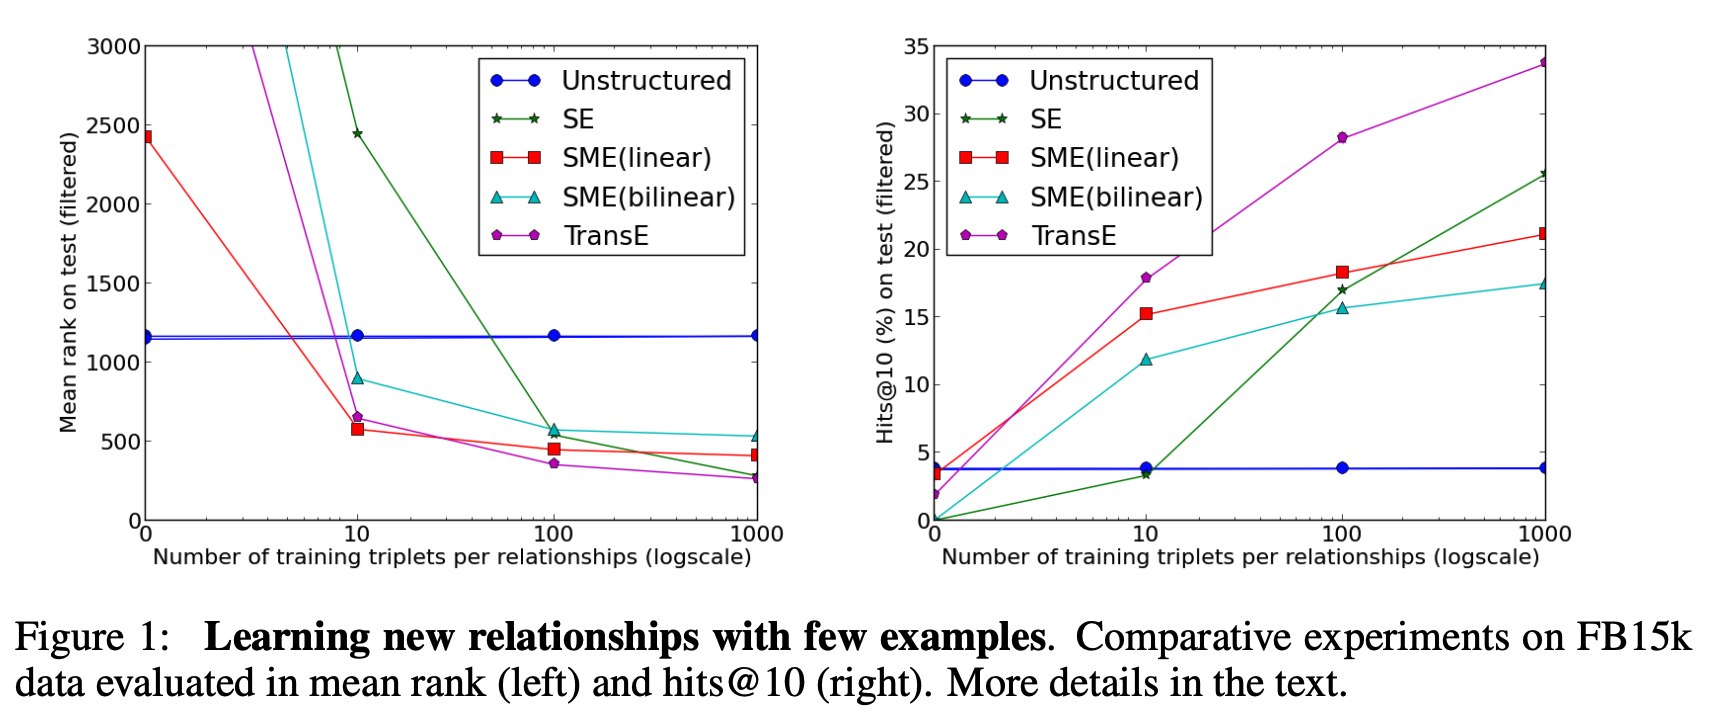 3000
2500
2000
1500
1000
500
0
Mean rank on test (filtered)
Unstructured
SE
SME(linear)
SME(bilinear)
TransE
0 10 100 1000
Number of training triplets per relationships (logscale)
35
30
25
20
15
10
5
0
Hits@10 (%) on test (filtered)
Unstructured
SE
SME(linear)
SME(bilinear)
TransE
0 10 100 1000
Number of training triplets per relationships (logscale)
Figure 1: Learning new relationships with few examples. Comparative experiments on FB15k
data evaluated in mean rank (left) and hits@10 (right). More details in the text.